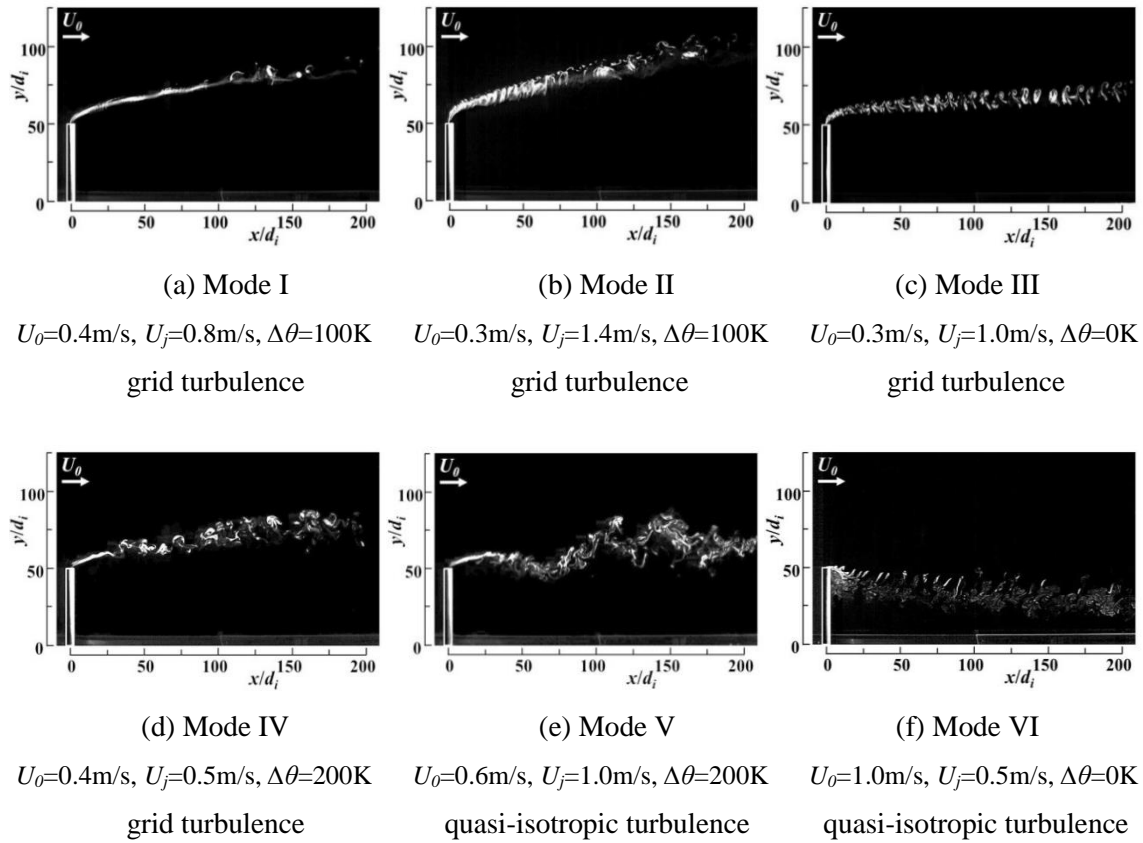 U₀
U₀
U₀
y/dᵢ
100
50
0
0 50 100 150 200
x/dᵢ
y/dᵢ
100
50
0
0 50 100 150 200
x/dᵢ
y/dᵢ
100
50
0
0 50 100 150 200
x/dᵢ
(a) Mode I
(b) Mode II
(c) Mode III
U₀=0.4m/s, Uⱼ=0.8m/s, Δθ=100K
U₀=0.3m/s, Uⱼ=1.4m/s, Δθ=100K
U₀=0.3m/s, Uⱼ=1.0m/s, Δθ=0K
grid turbulence
grid turbulence
grid turbulence
U₀
U₀
U₀
y/dᵢ
100
50
0
0 50 100 150 200
x/dᵢ
y/dᵢ
100
50
0
0 50 100 150 200
x/dᵢ
y/dᵢ
100
50
0
0 50 100 150 200
x/dᵢ
(d) Mode IV
(e) Mode V
(f) Mode VI
U₀=0.4m/s, Uⱼ=0.5m/s, Δθ=200K
U₀=0.6m/s, Uⱼ=1.0m/s, Δθ=200K
U₀=1.0m/s, Uⱼ=0.5m/s, Δθ=0K
grid turbulence
quasi-isotropic turbulence
quasi-isotropic turbulence